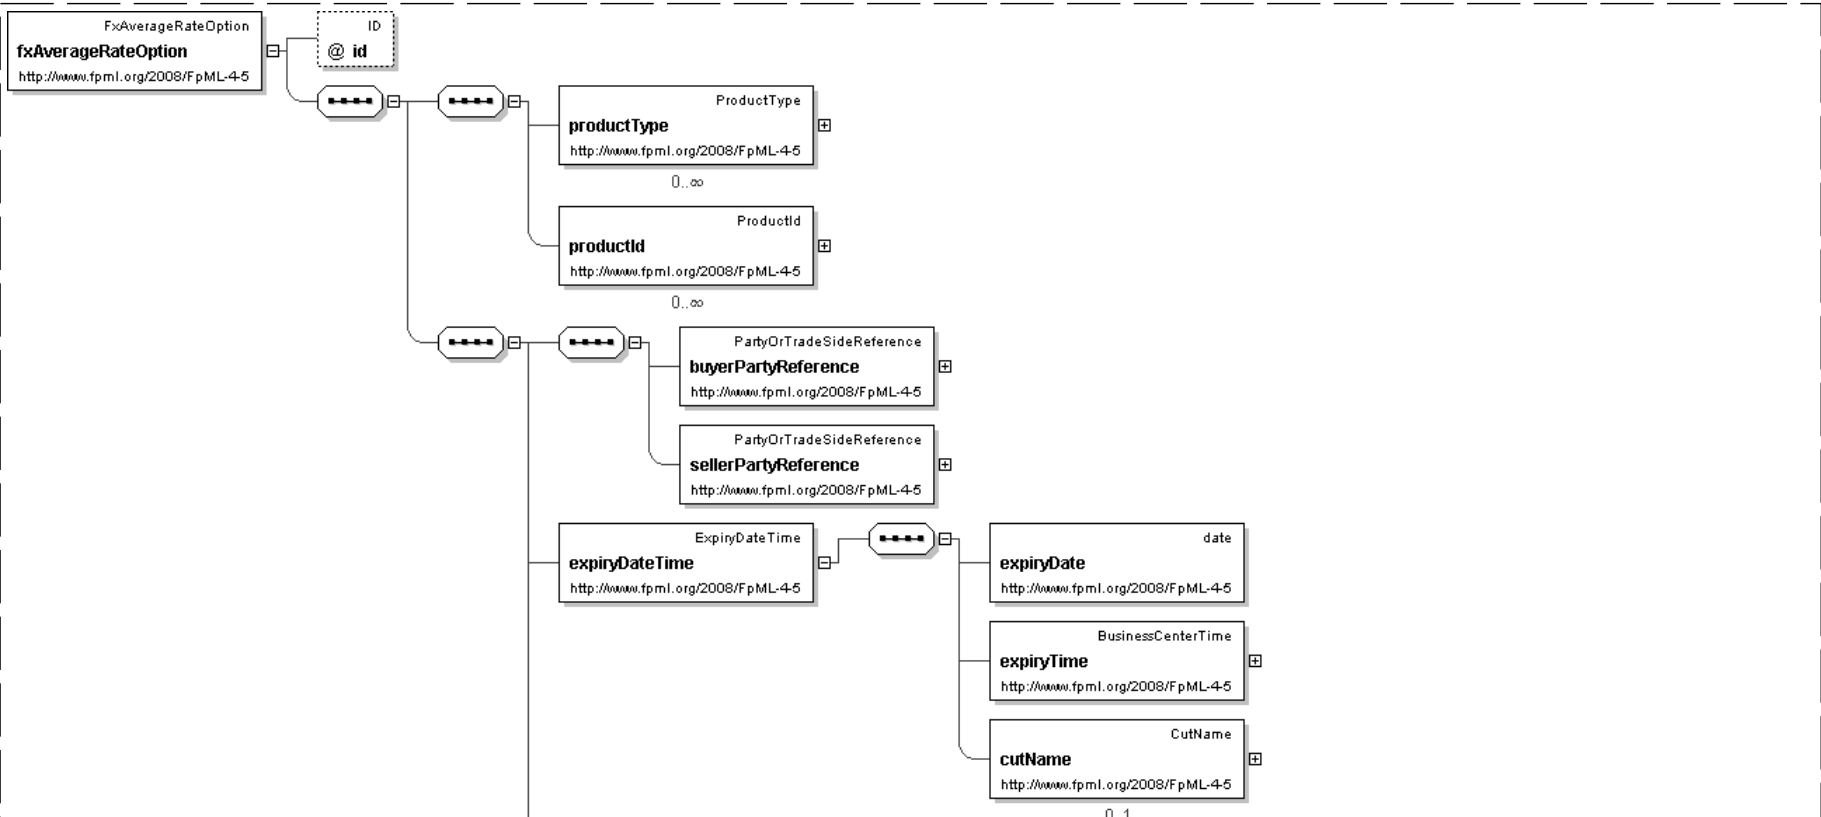 FxAverageRateOption
fxAverageRateOption
http://www.fpml.org/2008/FpML-4-5
ID
@ id
ProductType
productType
http://www.fpml.org/2008/FpML-4-5
0..∞
ProductId
productId
http://www.fpml.org/2008/FpML-4-5
0..∞
PartyOrTradeSideReference
buyerPartyReference
http://www.fpml.org/2008/FpML-4-5
PartyOrTradeSideReference
sellerPartyReference
http://www.fpml.org/2008/FpML-4-5
ExpiryDateTime
expiryDateTime
http://www.fpml.org/2008/FpML-4-5
date
expiryDate
http://www.fpml.org/2008/FpML-4-5
BusinessCenterTime
expiryTime
http://www.fpml.org/2008/FpML-4-5
CutName
cutName
http://www.fpml.org/2008/FpML-4-5
0..1